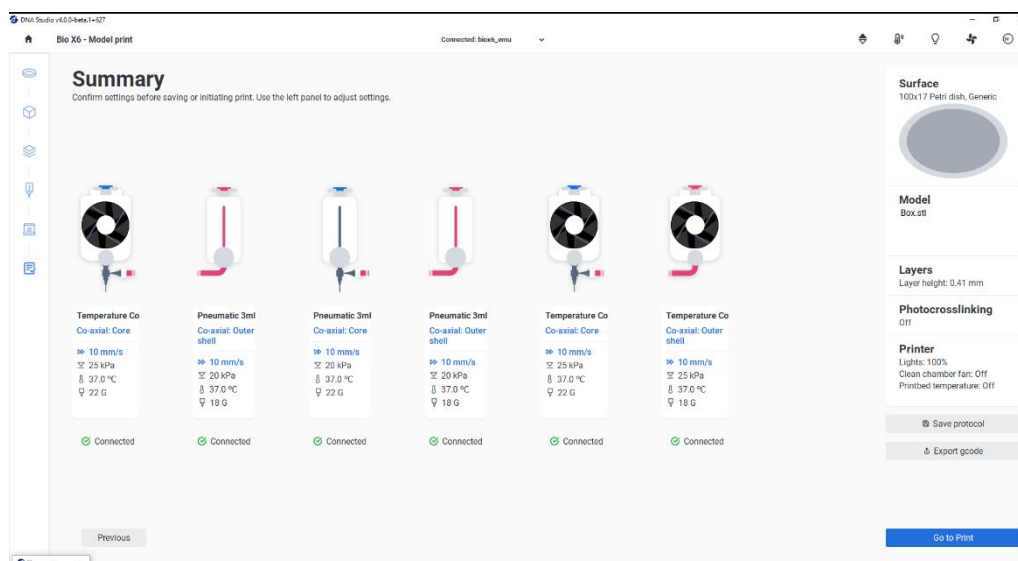 DNA Studio v4.0.0-beta.1+627
Bio X6 - Model print
Connected: biox6_emu
Summary
Confirm settings before saving or initiating print. Use the left panel to adjust settings.
Temperature Co
Co-axial: Core
10 mm/s
25 kPa
37.0 °C
22 G
Connected
Pneumatic 3ml
Co-axial: Outer
shell
10 mm/s
20 kPa
37.0 °C
18 G
Connected
Pneumatic 3ml
Co-axial: Core
10 mm/s
20 kPa
37.0 °C
22 G
Connected
Pneumatic 3ml
Co-axial: Outer
shell
10 mm/s
20 kPa
37.0 °C
18 G
Connected
Temperature Co
Co-axial: Core
10 mm/s
25 kPa
37.0 °C
22 G
Connected
Temperature Co
Co-axial: Outer
shell
10 mm/s
25 kPa
37.0 °C
18 G
Connected
Surface
100x17 Petri dish, Generic
Model
Box.stl
Layers
Layer height: 0.41 mm
Photocrosslinking
Off
Printer
Lights: 100%
Clean chamber fan: Off
Printbed temperature: Off
Save protocol
Export gcode
Previous
Go to Print